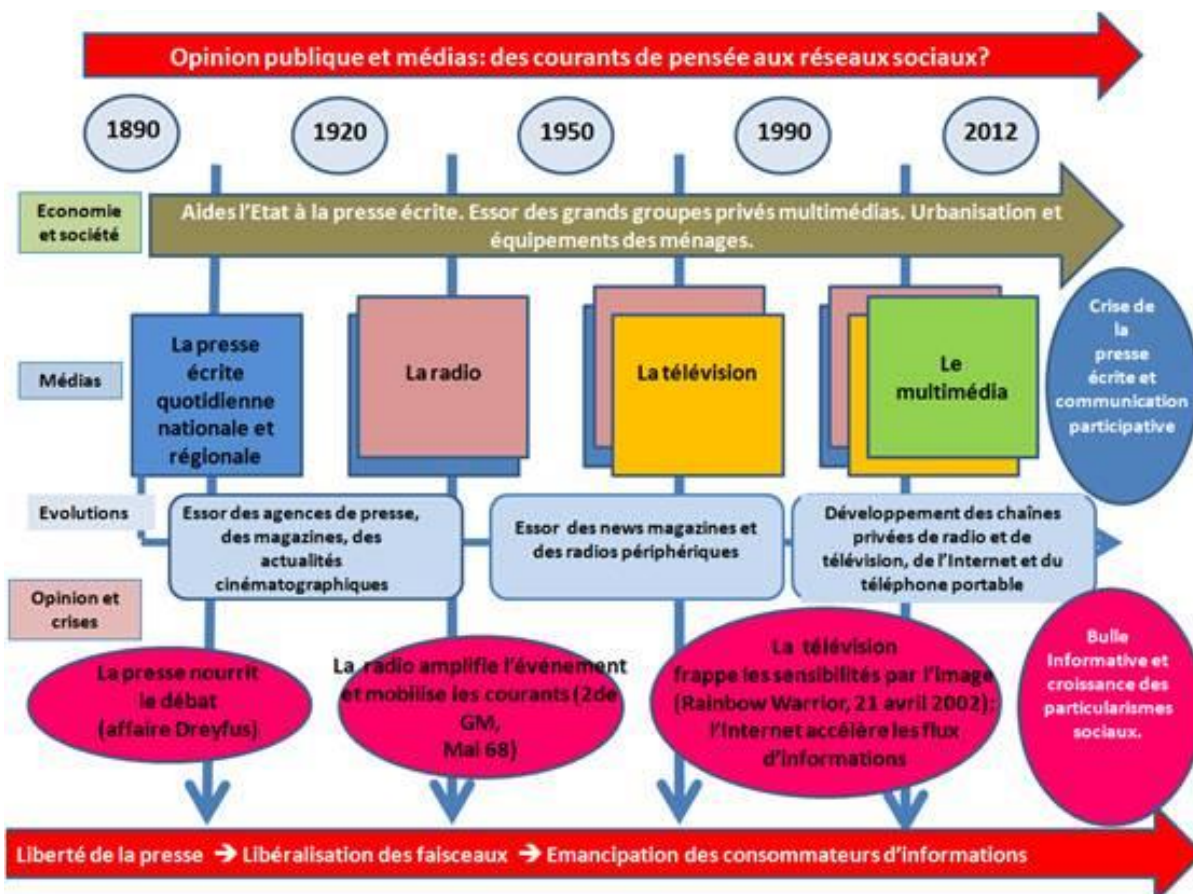 Opinion publique et médias: des courants de pensée aux réseaux sociaux?
1890
1920
1950
1990
2012
Economie
et société
Aides l'Etat à la presse écrite. Essor des grands groupes privés multimédias. Urbanisation et
équipements des ménages.
Médias
La presse
écrite
quotidienne
nationale et
régionale
La radio
La télévision
Le
multimédia
Crise de
la
presse
écrite et
communication
participative
Evolutions
Essor des agences de presse,
des magazines, des
actualités
cinématographiques
Essor des news magazines et
des radios périphériques
Développement des chaînes
privées de radio et de
télévision, de l'Internet et du
téléphone portable
Opinion et
crises
La presse nourrit
le débat
(affaire Dreyfus)
La radio amplifie l'événement
et mobilise les courants (2de
GM,
Mai 68)
La télévision
frappe les sensibilités par l'image
(Rainbow Warrior, 21 avril 2002);
l'Internet accélère les flux
d'informations
Bulle
Informative et
croissance des
particularismes
sociaux.
Liberté de la presse → Libéralisation des faisceaux → Emancipation des consommateurs d'informations